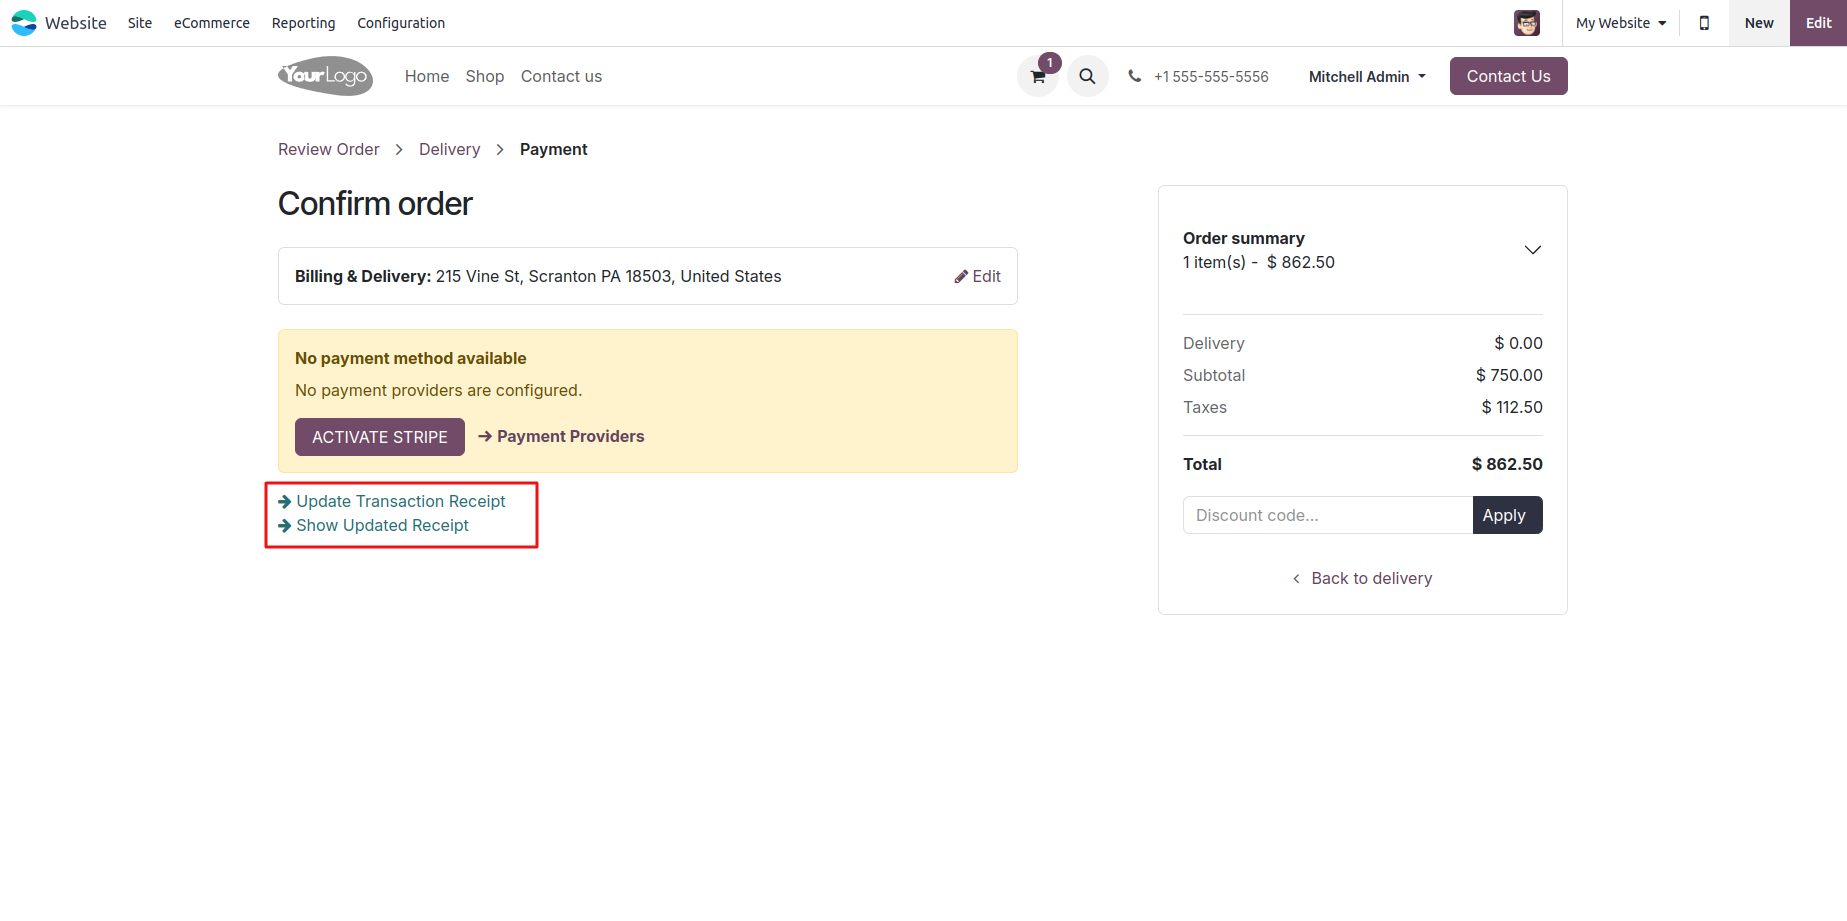 Website Site eCommerce Reporting Configuration My Website New Edit
YourLogo Home Shop Contact us 1 +1 555-555-5556 Mitchell Admin Contact Us
Review Order > Delivery > Payment
Confirm order
Billing & Delivery: 215 Vine St, Scranton PA 18503, United States Edit
No payment method available
No payment providers are configured.
ACTIVATE STRIPE → Payment Providers
→ Update Transaction Receipt
→ Show Updated Receipt
Order summary
1 item(s) - $ 862.50
Delivery $ 0.00
Subtotal $ 750.00
Taxes $ 112.50
Total $ 862.50
Discount code... Apply
< Back to delivery